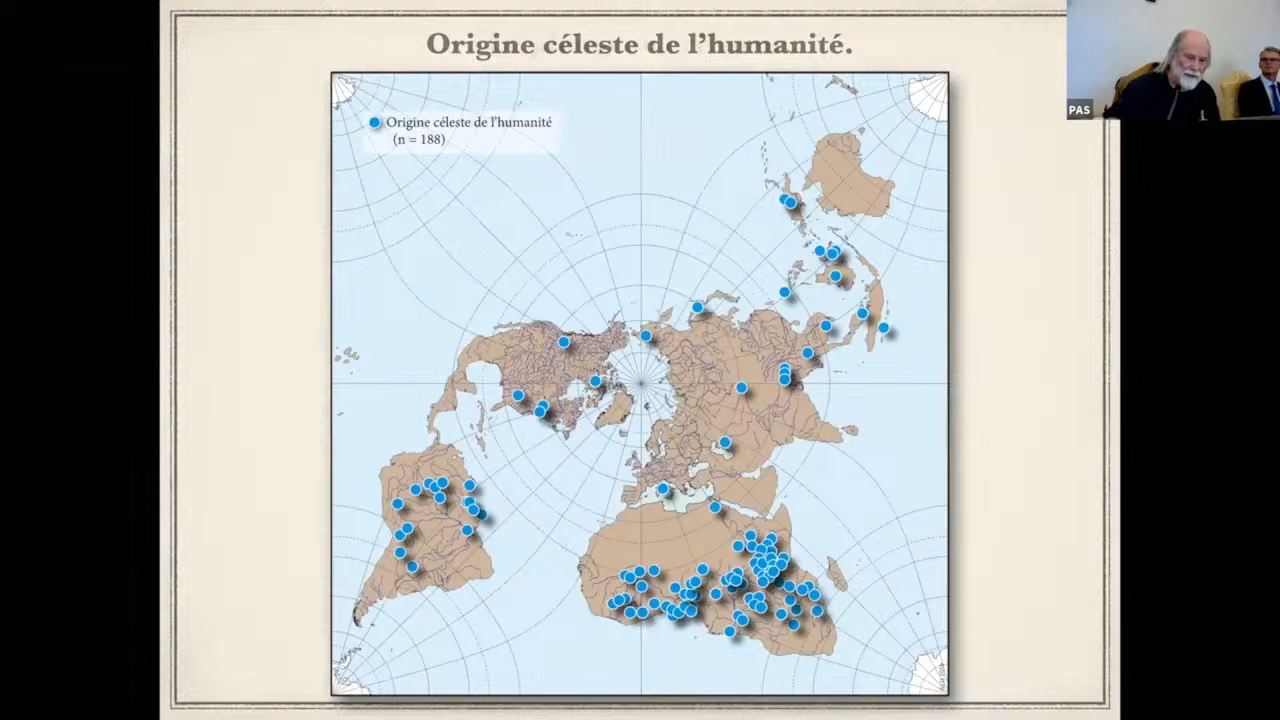 Origine céleste de l’humanité.
Origine céleste de l’humanité
(n = 188)
PAS